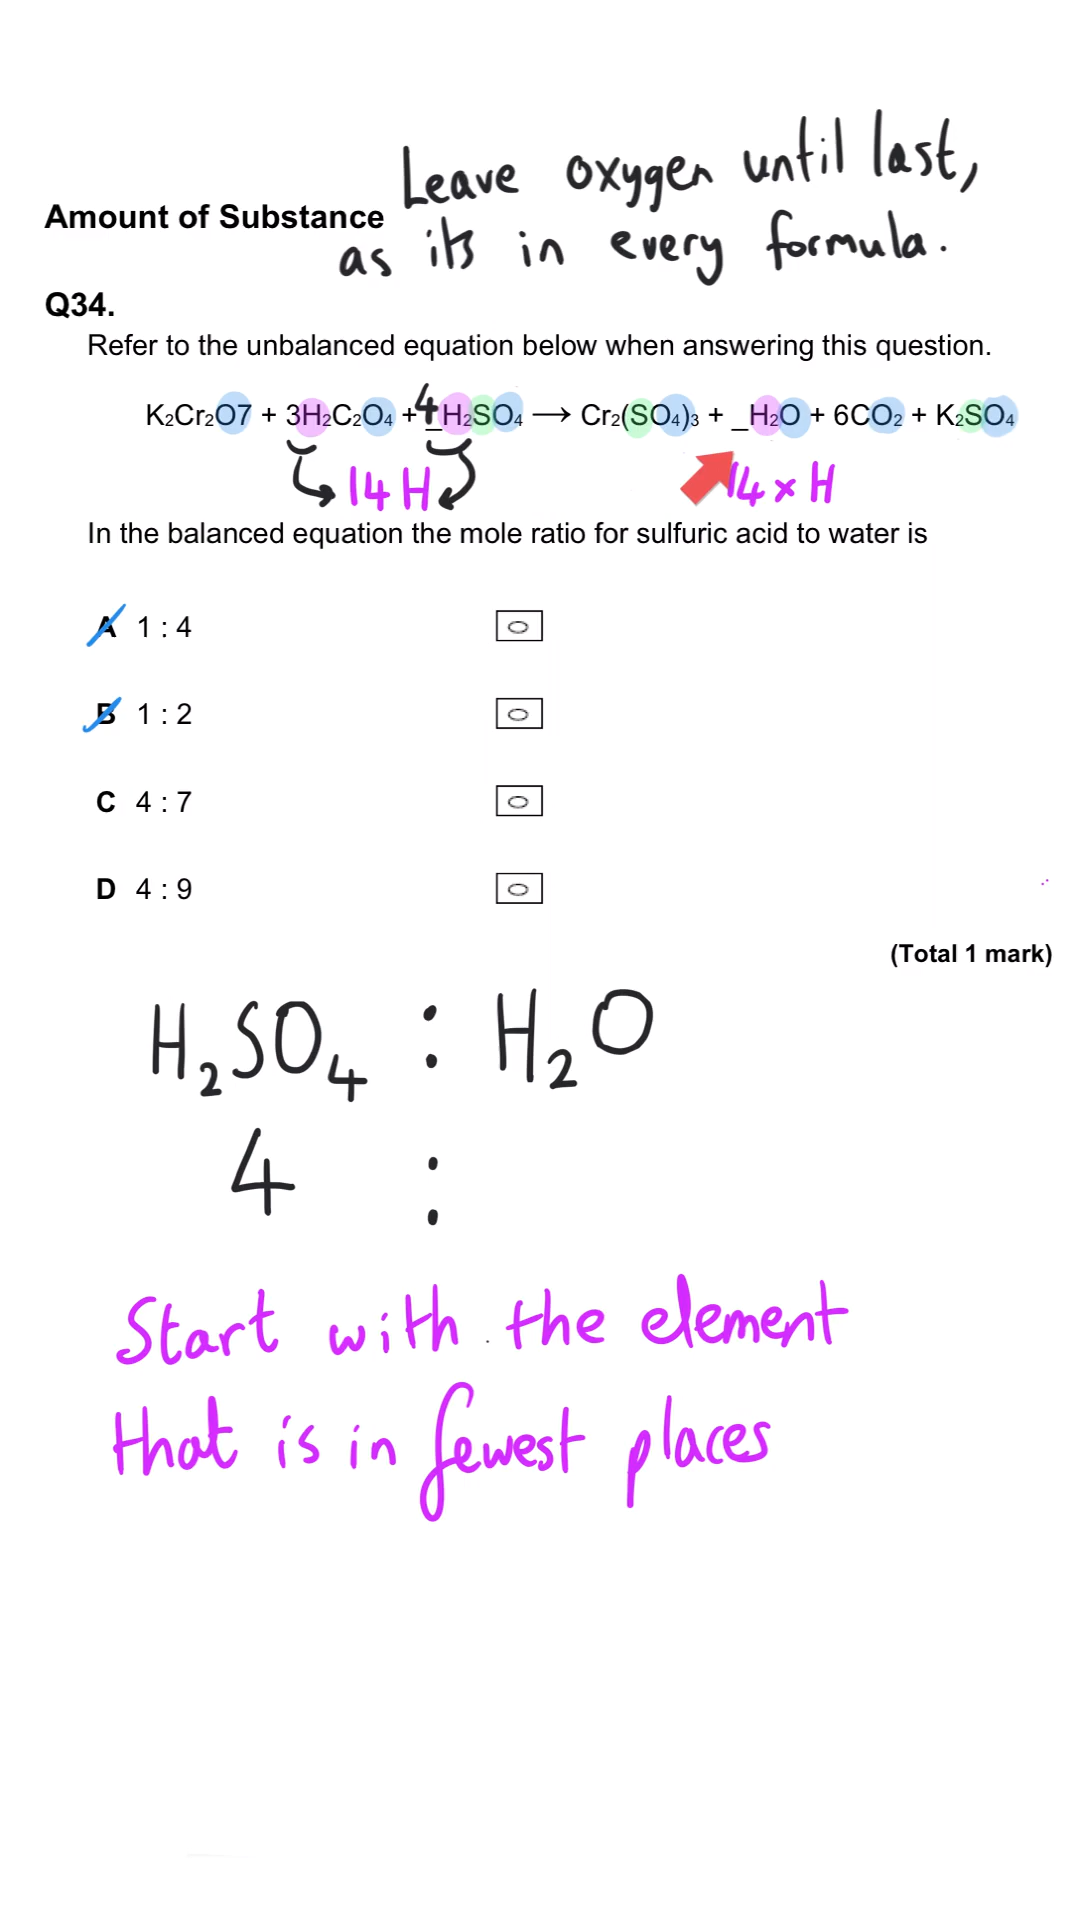 Leave oxygen until last,
Amount of Substance
as its in every formula.
Q34.
Refer to the unbalanced equation below when answering this question.
4
K₂Cr₂O7 + 3H₂C₂O₄ + _H₂SO₄ ⟶ Cr₂(SO₄)₃ + _H₂O + 6CO₂ + K₂SO₄
14 H 14 x H
In the balanced equation the mole ratio for sulfuric acid to water is
A 1 : 4
B 1 : 2
C 4 : 7
D 4 : 9
(Total 1 mark)
H₂SO₄ : H₂O
4 :
Start with the element
that is in fewest places